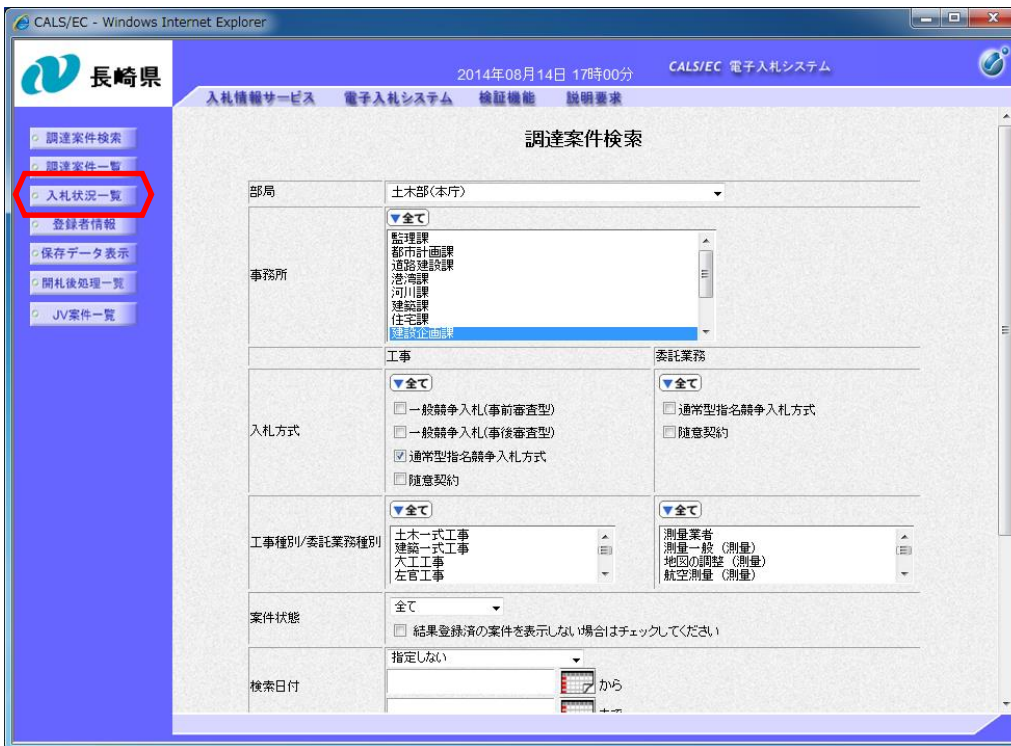 CALS/EC - Windows Internet Explorer
長崎県
2014年08月14日 17時00分
CALS/EC 電子入札システム
入札情報サービス 電子入札システム 検証機能 説明要求
調達案件検索
調達案件一覧
入札状況一覧
登録者情報
保存データ表示
開札後処理一覧
JV案件一覧
調達案件検索
部局 土木部(本庁)
事務所
▼全て
監理課
都市計画課
道路建設課
港湾課
河川課
建築課
住宅課
建設企画課
工事 委託業務
入札方式
▼全て ▼全て
一般競争入札(事前審査型) 通常型指名競争入札方式
一般競争入札(事後審査型) 随意契約
通常型指名競争入札方式
随意契約
工事種別/委託業務種別
▼全て ▼全て
土木一式工事 測量業者
建築一式工事 測量一般（測量）
大工工事 地図の調整（測量）
左官工事 航空測量（測量）
案件状態 全て
結果登録済の案件を表示しない場合はチェックしてください
検索日付 指定しない
から